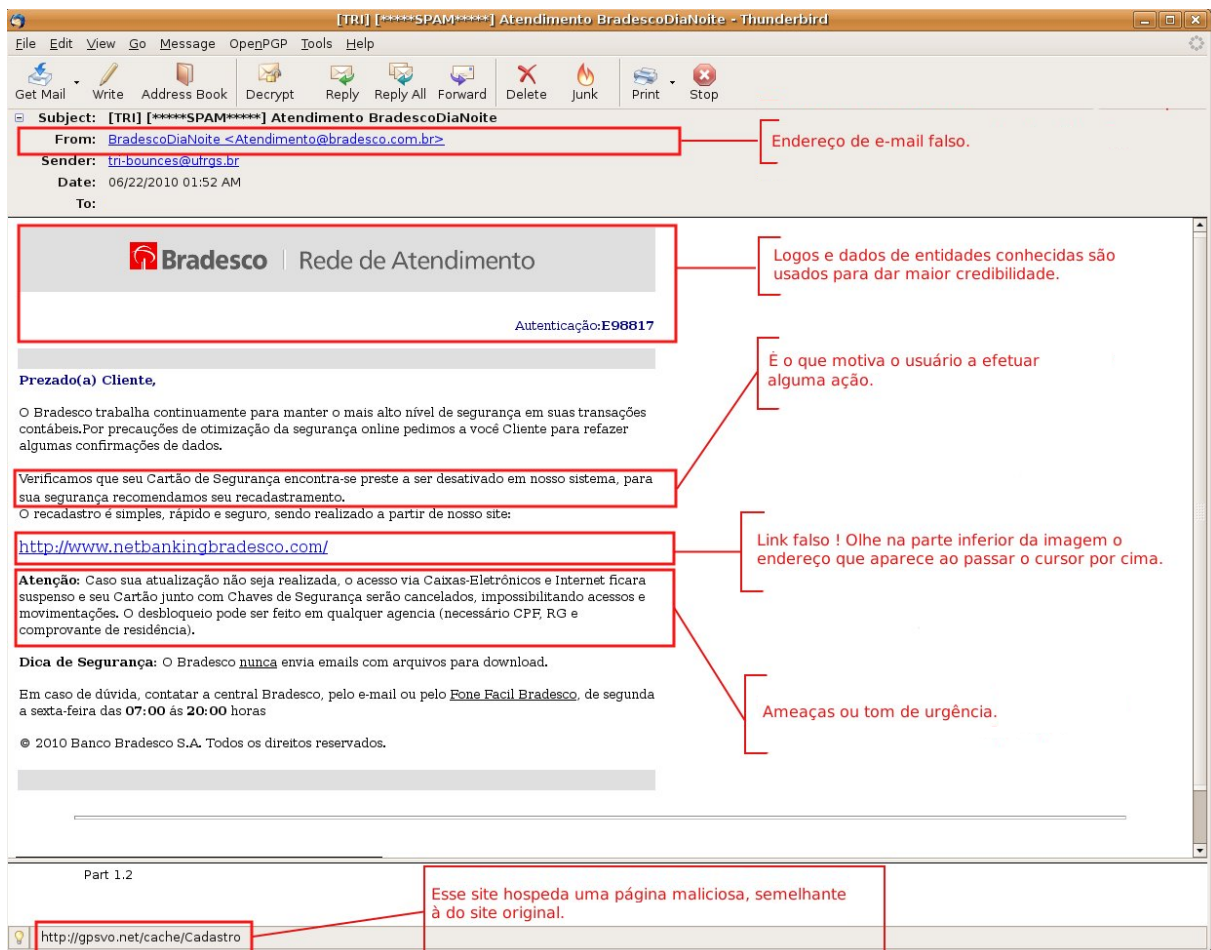 [TRI] [*****SPAM*****] Atendimento BradescoDiaNoite - Thunderbird
File Edit View Go Message OpenPGP Tools Help
Get Mail Write Address Book Decrypt Reply Reply All Forward Delete Junk Print Stop
Subject: [TRI] [*****SPAM*****] Atendimento BradescoDiaNoite
From: BradescoDiaNoite <Atendimento@bradesco.com.br>
Endereço de e-mail falso.
Sender: tri-bounces@ufrgs.br
Date: 06/22/2010 01:52 AM
To:
Bradesco | Rede de Atendimento
Logos e dados de entidades conhecidas são
usados para dar maior credibilidade.
Autenticação:E98817
È o que motiva o usuário a efetuar
alguma ação.
Prezado(a) Cliente,
O Bradesco trabalha continuamente para manter o mais alto nível de segurança em suas transações
contábeis.Por precauções de otimização da segurança online pedimos a você Cliente para refazer
algumas confirmações de dados.
Verificamos que seu Cartão de Segurança encontra-se preste a ser desativado em nosso sistema, para
sua segurança recomendamos seu recadastramento.
O recadastro é simples, rápido e seguro, sendo realizado a partir de nosso site:
http://www.netbankingbradesco.com/
Link falso ! Olhe na parte inferior da imagem o
endereço que aparece ao passar o cursor por cima.
Atenção: Caso sua atualização não seja realizada, o acesso via Caixas-Eletrônicos e Internet ficara
suspenso e seu Cartão junto com Chaves de Segurança serão cancelados, impossibilitando acessos e
movimentações. O desbloqueio pode ser feito em qualquer agencia (necessário CPF, RG e
comprovante de residência).
Dica de Segurança: O Bradesco nunca envia emails com arquivos para download.
Em caso de dúvida, contatar a central Bradesco, pelo e-mail ou pelo Fone Facil Bradesco, de segunda
a sexta-feira das 07:00 ás 20:00 horas
Ameaças ou tom de urgência.
© 2010 Banco Bradesco S.A. Todos os direitos reservados.
Part 1.2
Esse site hospeda uma página maliciosa, semelhante
à do site original.
http://gpsvo.net/cache/Cadastro